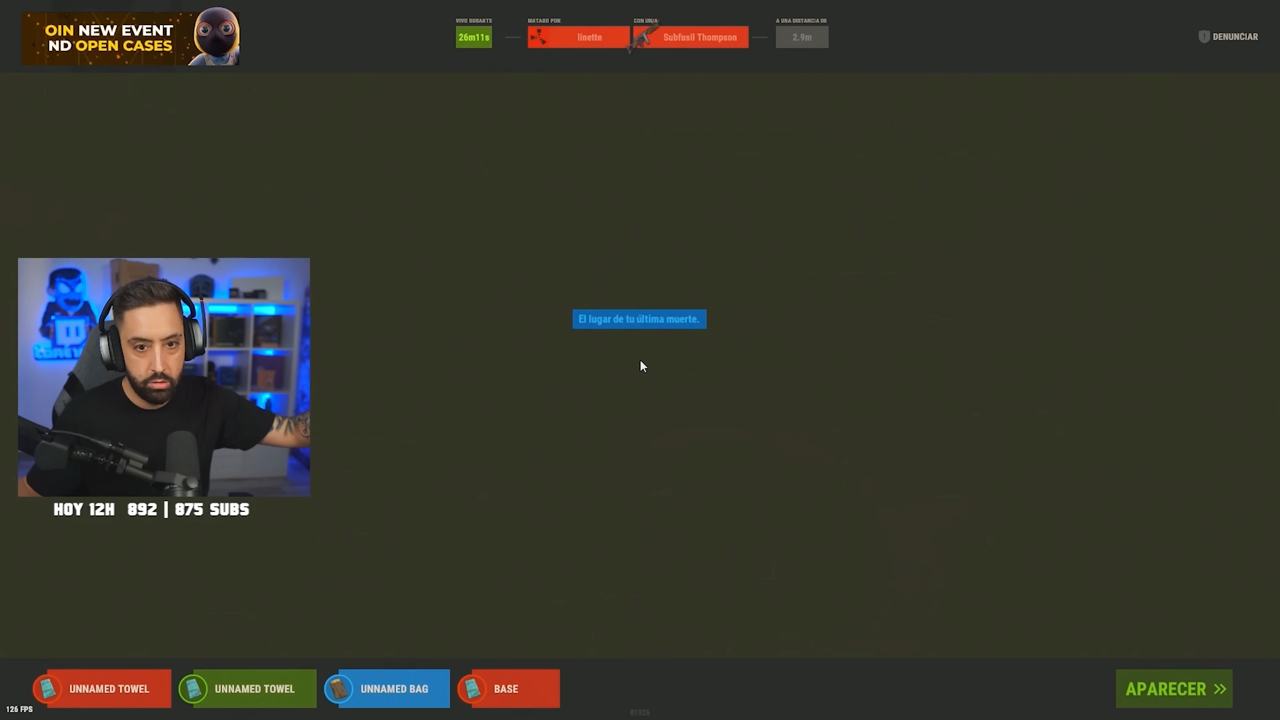 OIN NEW EVENT
ND OPEN CASES
VIVO DURANTE
26m11s
MATADO POR
linette
CON UN/A
Subfusil Thompson
A UNA DISTANCIA DE
2.9m
DENUNCIAR
El lugar de tu última muerte.
HOY 12H 892 | 875 SUBS
UNNAMED TOWEL
UNNAMED TOWEL
UNNAMED BAG
BASE
APARECER >>
126 FPS